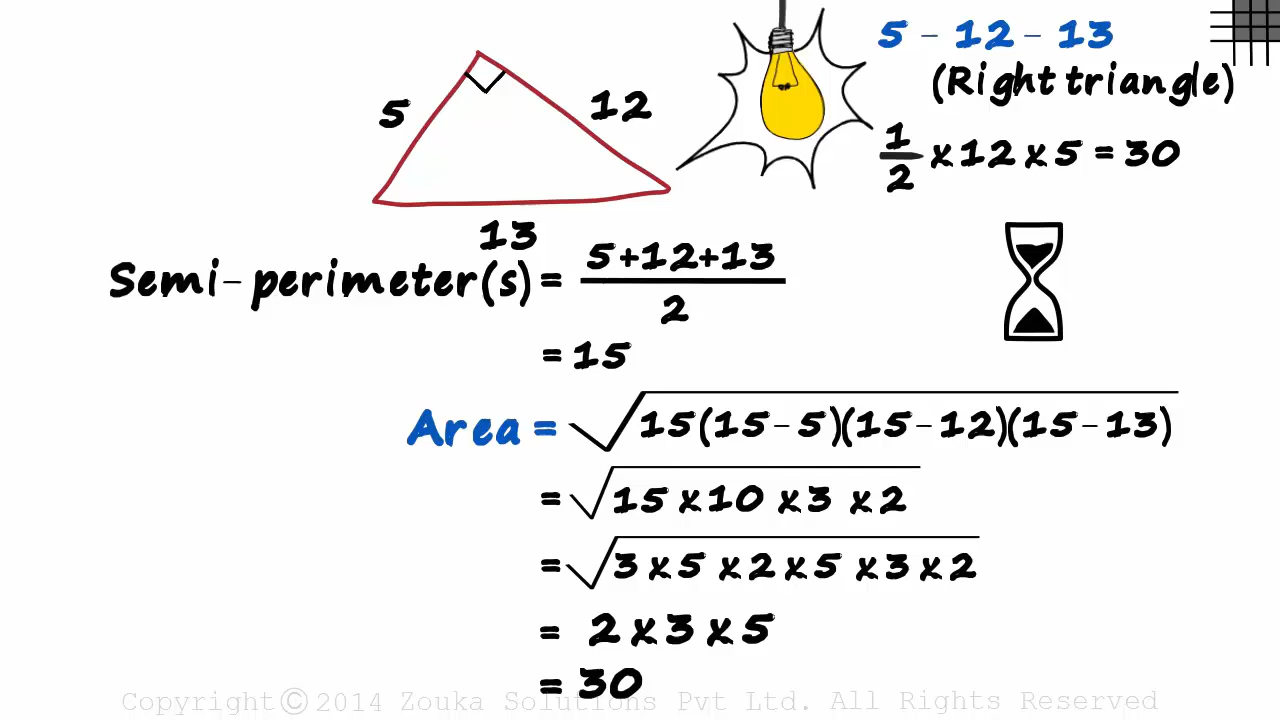 5 - 12 - 13
(Right triangle)
1/2 x 12 x 5 = 30
5
12
13
Semi-perimeter(s) = 5+12+13 / 2
= 15
Area = √15(15-5)(15-12)(15-13)
= √15 x 10 x 3 x 2
= √3 x 5 x 2 x 5 x 3 x 2
= 2 x 3 x 5
= 30
Copyright © 2014 Zouka Solutions Pvt Ltd. All Rights Reserved